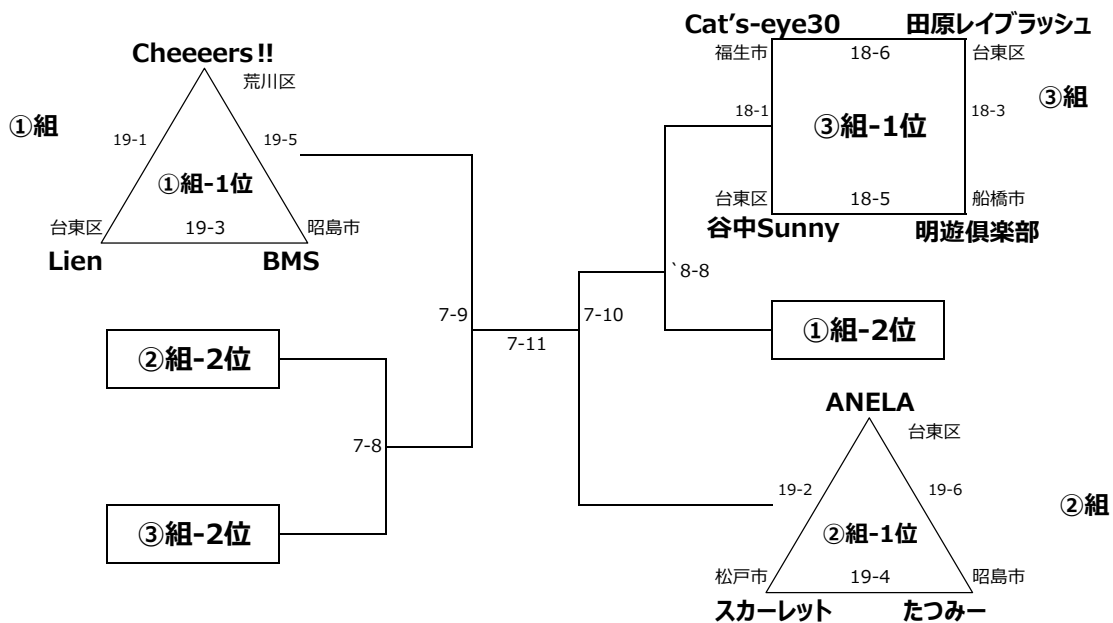 Cheeeers!!
荒川区
①組
19-1
19-5
①組-1位
台東区
19-3
昭島市
Lien
BMS
②組-2位
7-8
③組-2位
7-9
7-11
7-10
Cat's-eye30
田原レイブラッシュ
福生市
18-6
台東区
③組
18-1
③組-1位
18-3
台東区
18-5
船橋市
谷中Sunny
明遊倶楽部
`8-8
①組-2位
ANELA
台東区
19-2
19-6
②組
②組-1位
松戸市
19-4
昭島市
スカーレット
たつみー